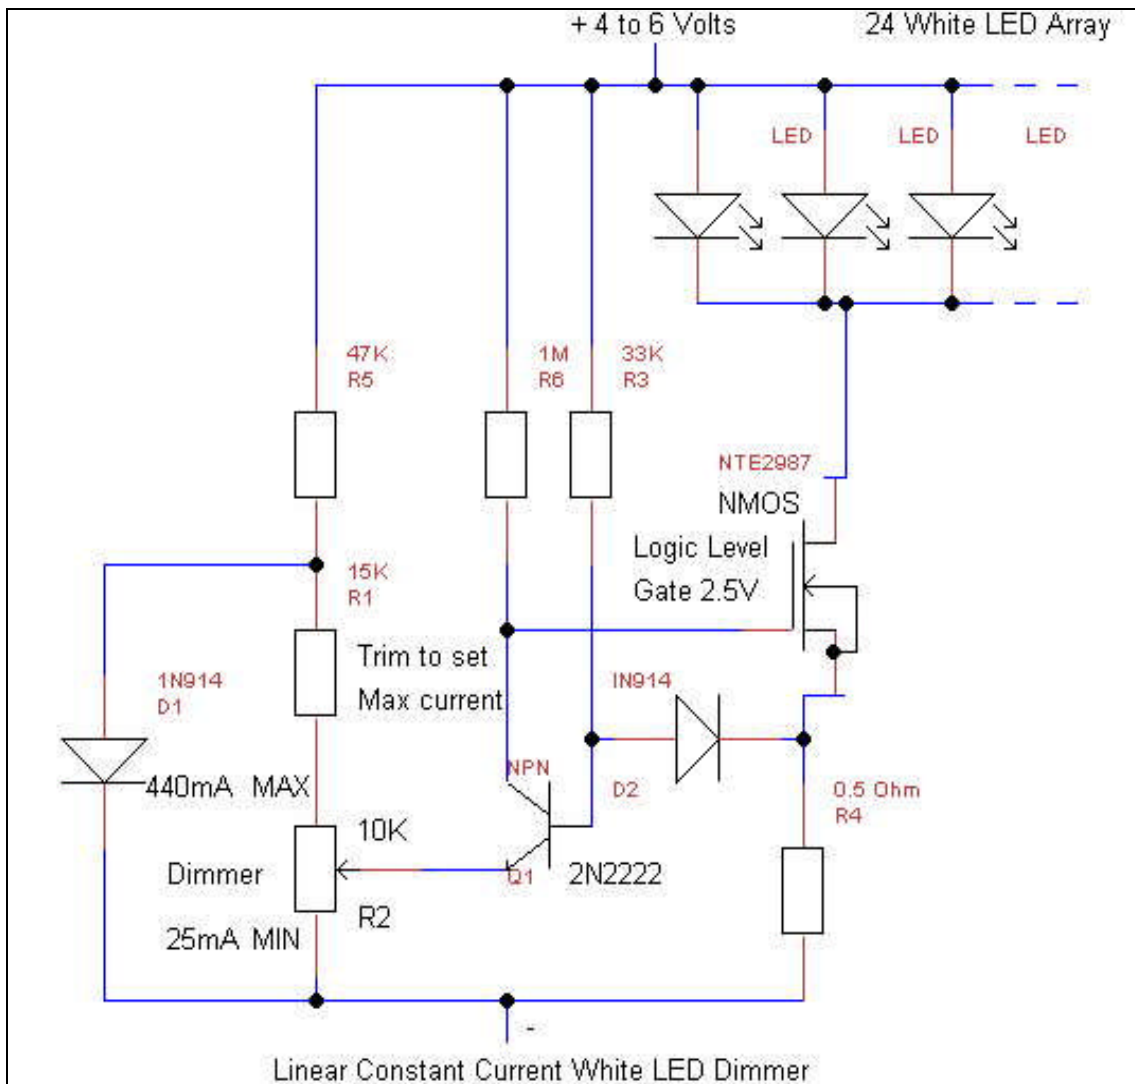 + 4 to 6 Volts
24 White LED Array
LED
LED
LED
47K
R5
1M
R6
33K
R3
NTE2987
NMOS
Logic Level
Gate 2.5V
15K
R1
Trim to set
Max current
1N914
D1
IN914
D2
440mA MAX
NPN
0.5 Ohm
R4
10K
Dimmer
Q1
2N2222
R2
25mA MIN
-
Linear Constant Current White LED Dimmer